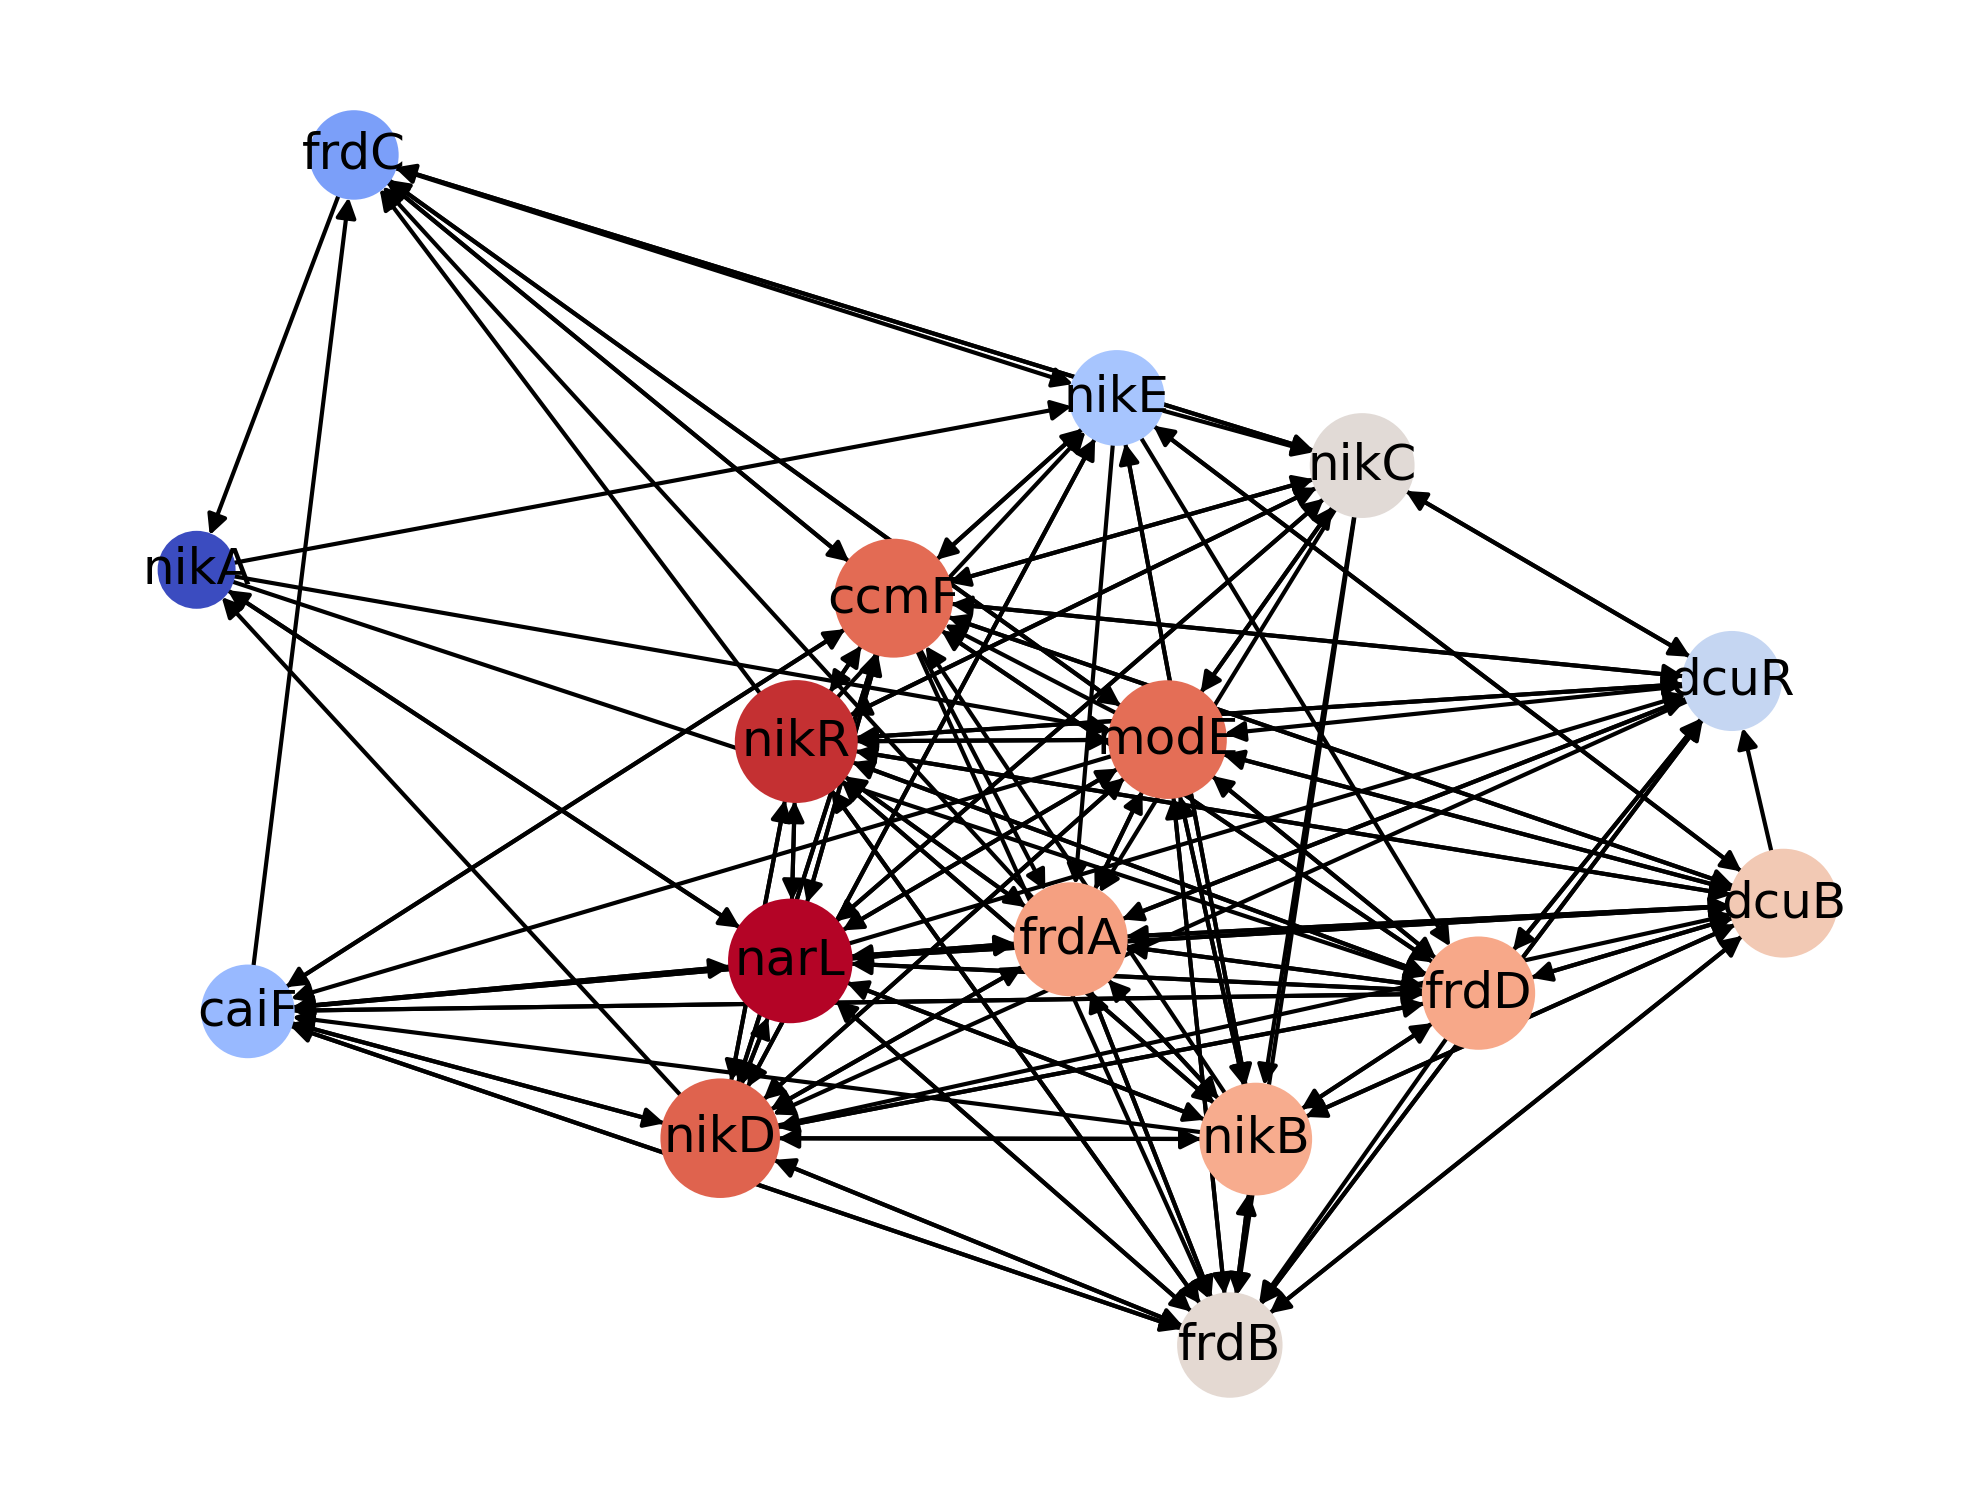 frdC
nikE
nikC
nikA
ccmF
dcuR
nikR
modE
dcuB
narL
frdA
frdD
caiF
nikD
nikB
frdB